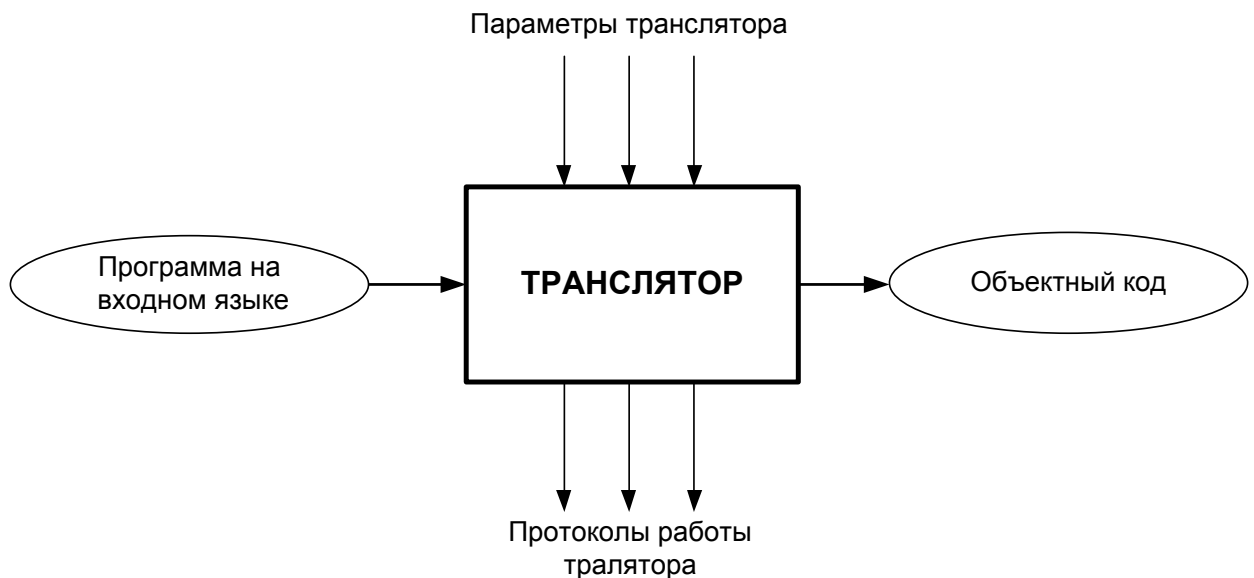 Параметры транслятора
Программа на
входном языке
ТРАНСЛЯТОР
Объектный код
Протоколы работы
тралятора